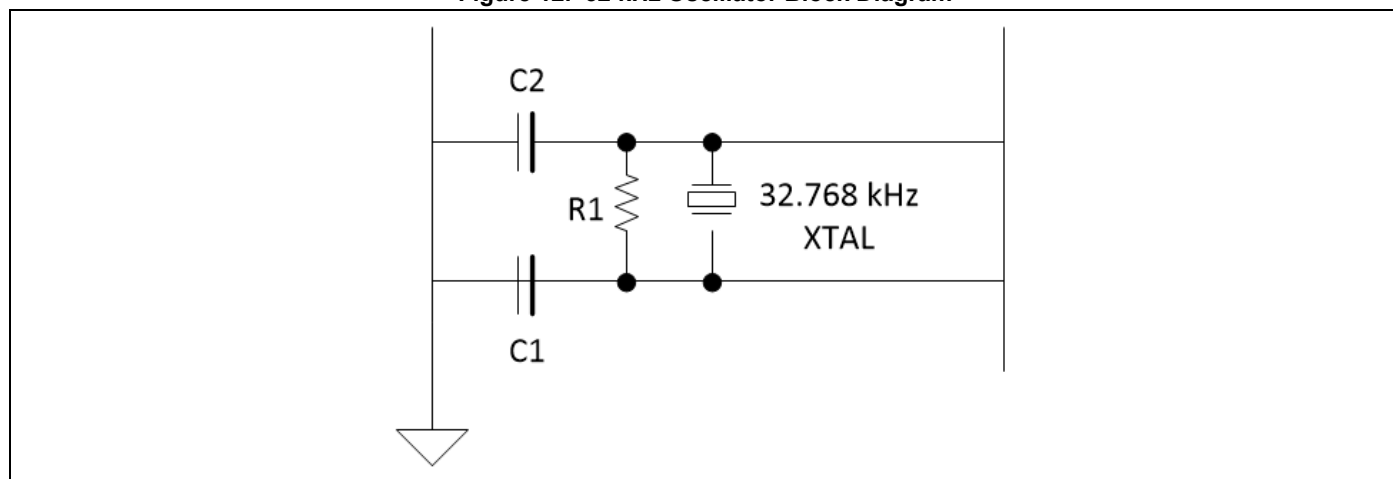 Figure 12. 32 kHz Oscillator Block Diagram
C2
R1
32.768 kHz
XTAL
C1